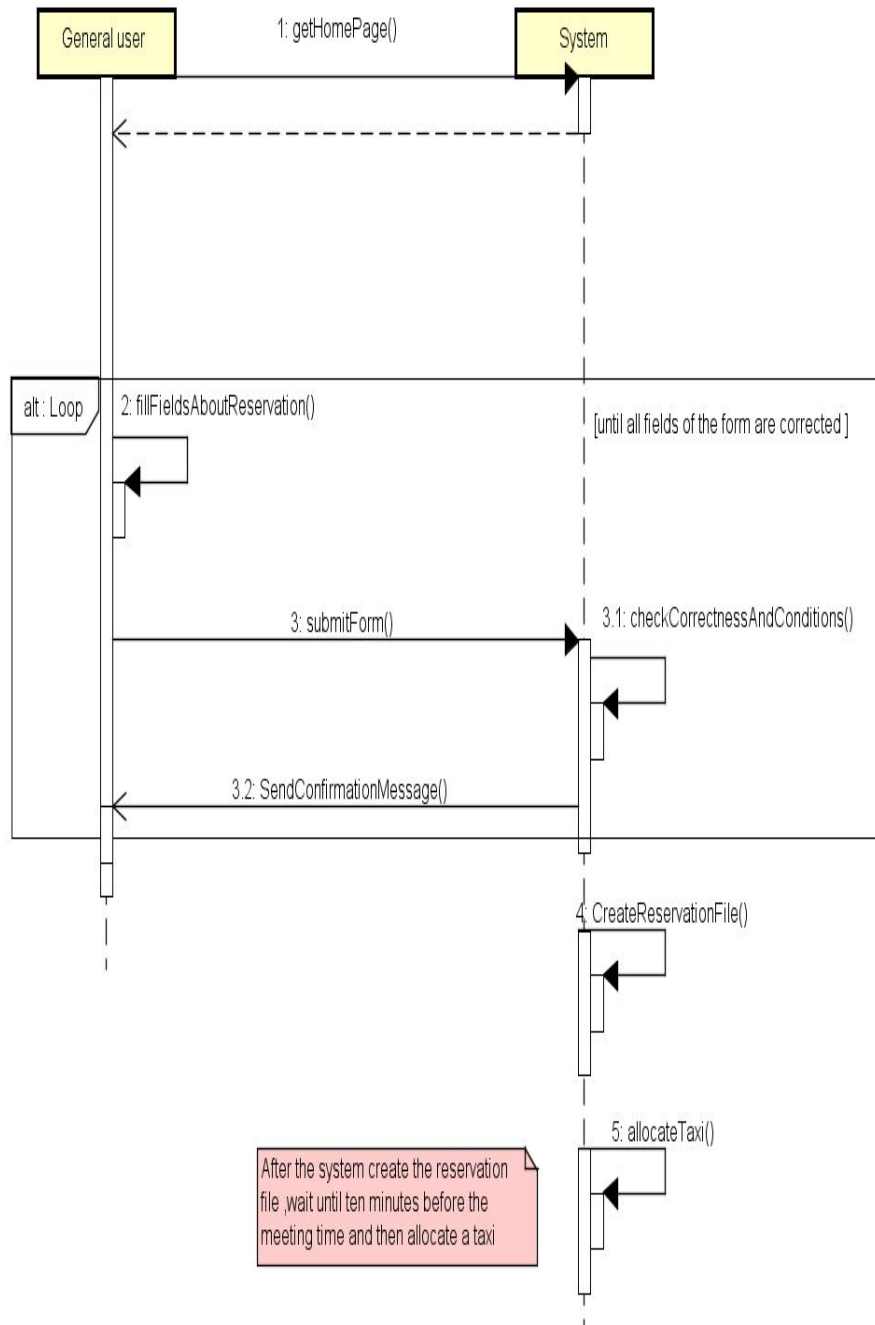 General user
1: getHomePage()
System
alt : Loop
2: fillFieldsAboutReservation()
[until all fields of the form are corrected ]
3: submitForm()
3.1: checkCorrectnessAndConditions()
3.2: SendConfirmationMessage()
4: CreateReservationFile()
5: allocateTaxi()
After the system create the reservation
file ,wait until ten minutes before the
meeting time and then allocate a taxi